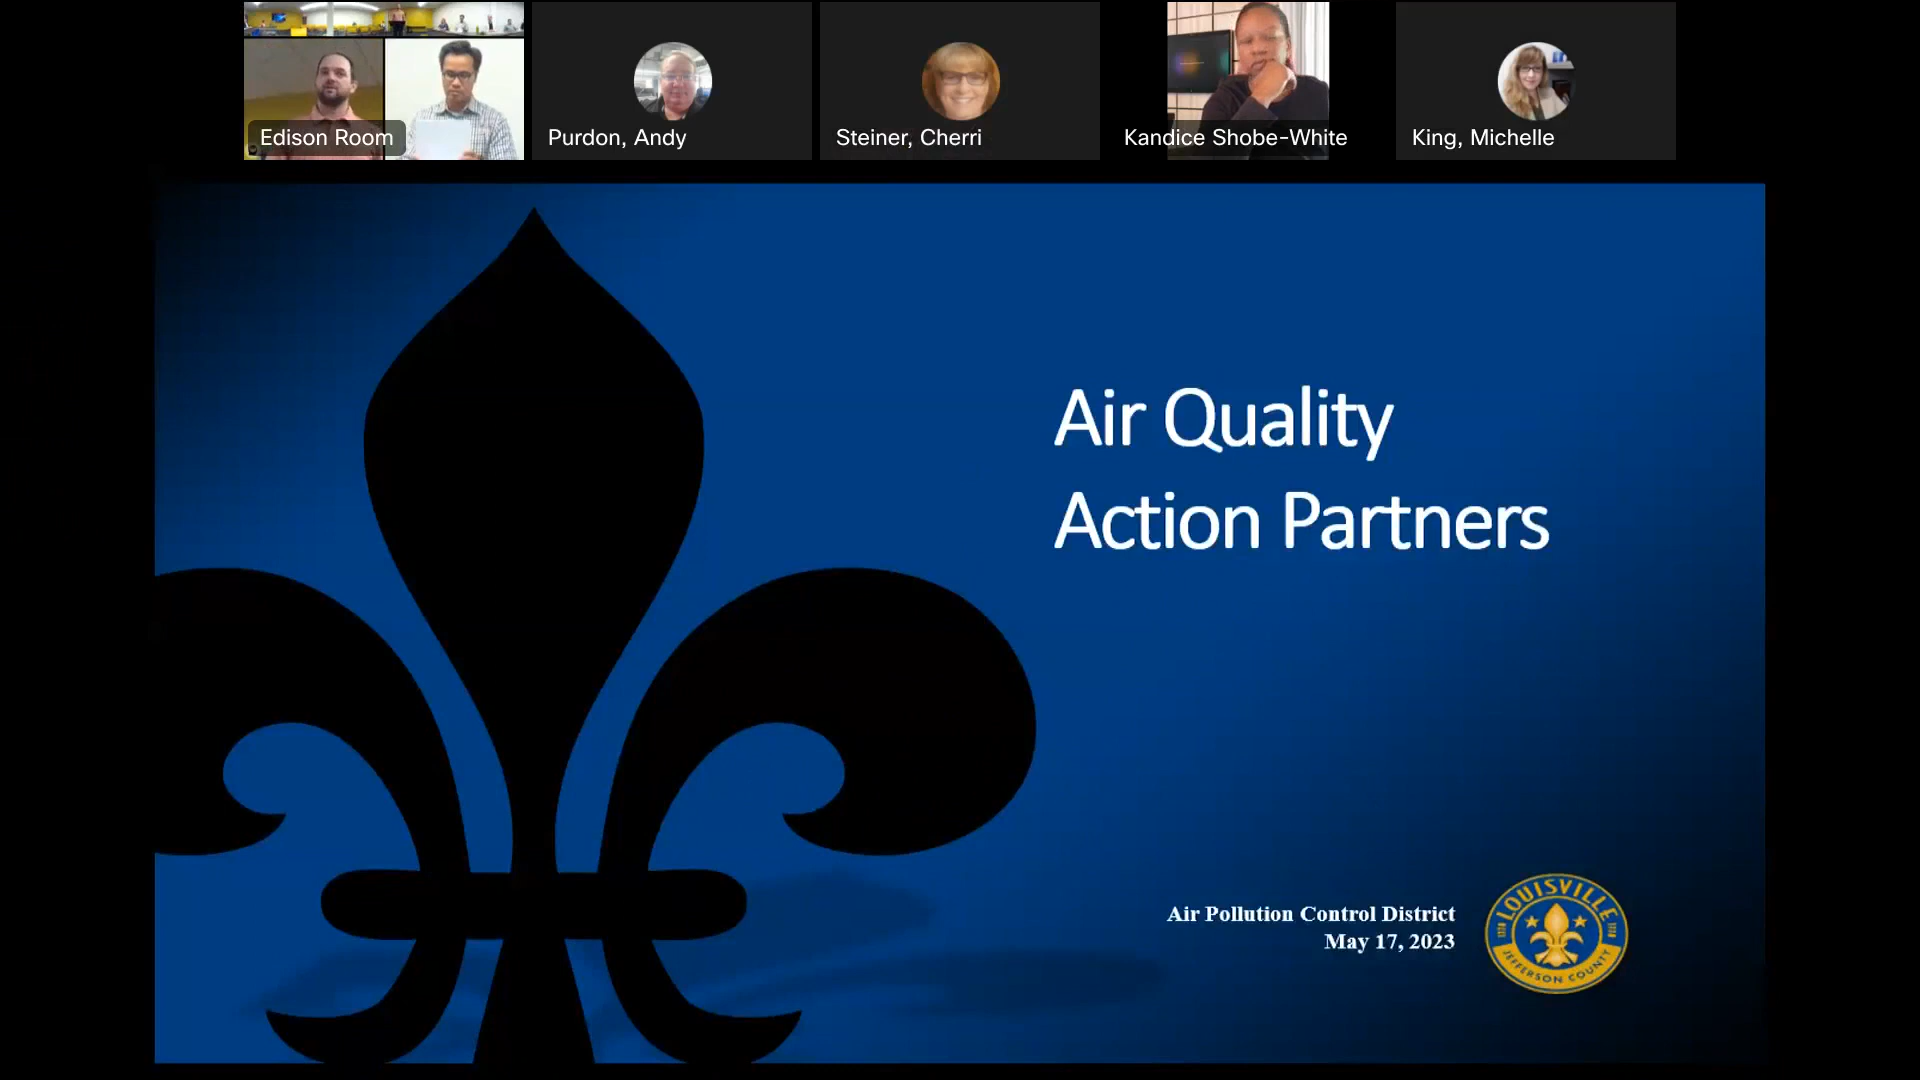 Edison Room
Purdon, Andy
Steiner, Cherri
Kandice Shobe-White
King, Michelle
Air Quality
Action Partners
Air Pollution Control District
May 17, 2023
LOUISVILLE
1778
JEFFERSON COUNTY